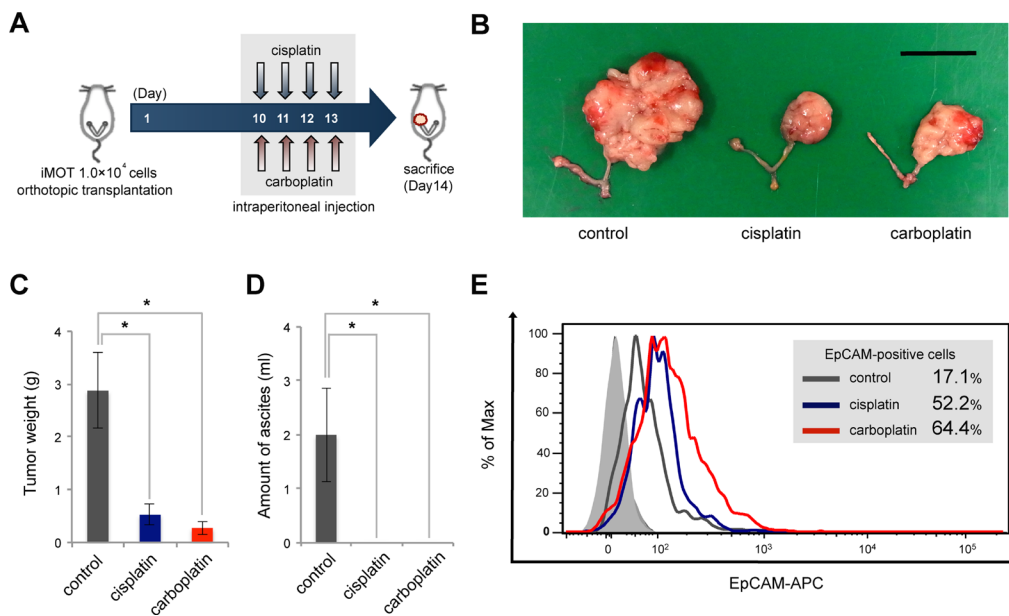 A
cisplatin
(Day)
1
10 11 12 13
iMOT 1.0×10⁴ cells
orthotopic transplantation
carboplatin
intraperitoneal injection
sacrifice
(Day14)
B
control cisplatin carboplatin
C
Tumor weight (g)
4
3
2
1
0
*
*
control
cisplatin
carboplatin
D
Amount of ascites (ml)
4
3
2
1
0
*
*
control
cisplatin
carboplatin
E
% of Max
100
80
60
40
20
0
0 10² 10³ 10⁴ 10⁵
EpCAM-APC
EpCAM-positive cells
control 17.1%
cisplatin 52.2%
carboplatin 64.4%